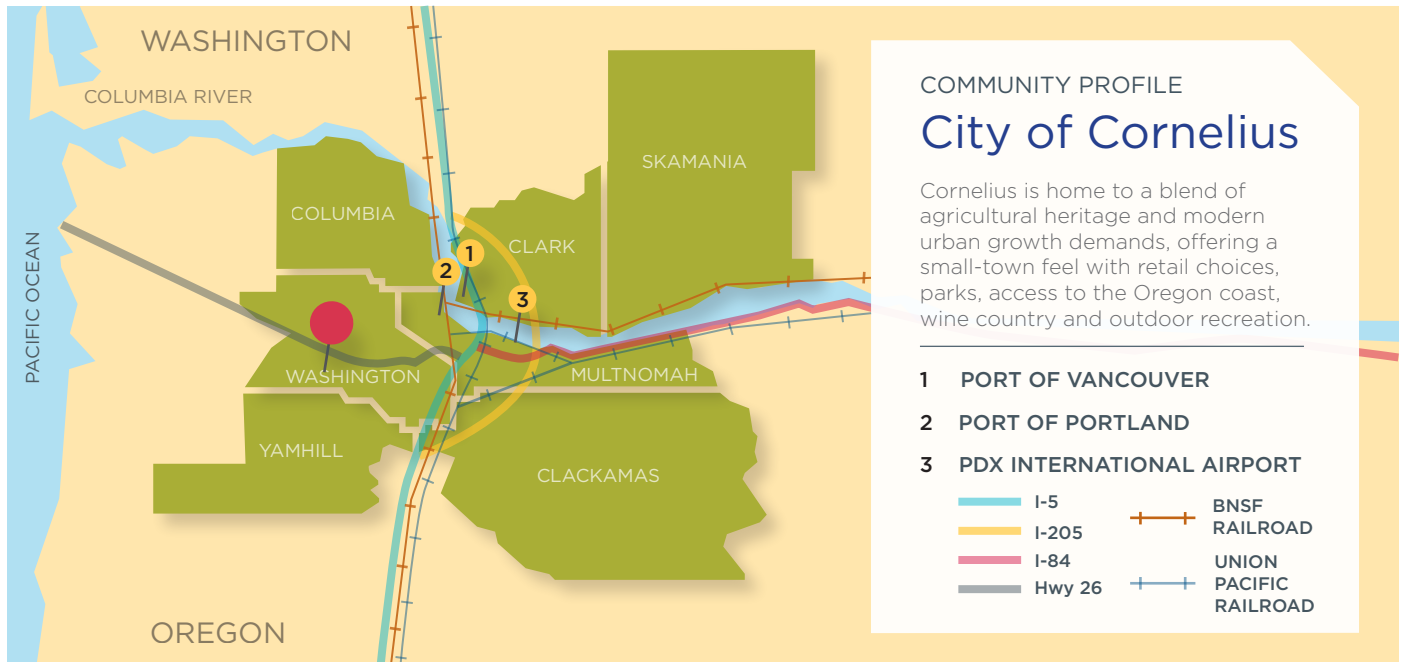 WASHINGTON
COLUMBIA RIVER
PACIFIC OCEAN
COLUMBIA
SKAMANIA
CLARK
1
2
3
WASHINGTON
MULTNOMAH
YAMHILL
CLACKAMAS
OREGON
COMMUNITY PROFILE
City of Cornelius
Cornelius is home to a blend of
agricultural heritage and modern
urban growth demands, offering a
small-town feel with retail choices,
parks, access to the Oregon coast,
wine country and outdoor recreation.
1 PORT OF VANCOUVER
2 PORT OF PORTLAND
3 PDX INTERNATIONAL AIRPORT
I-5
I-205
I-84
Hwy 26
BNSF
RAILROAD
UNION
PACIFIC
RAILROAD